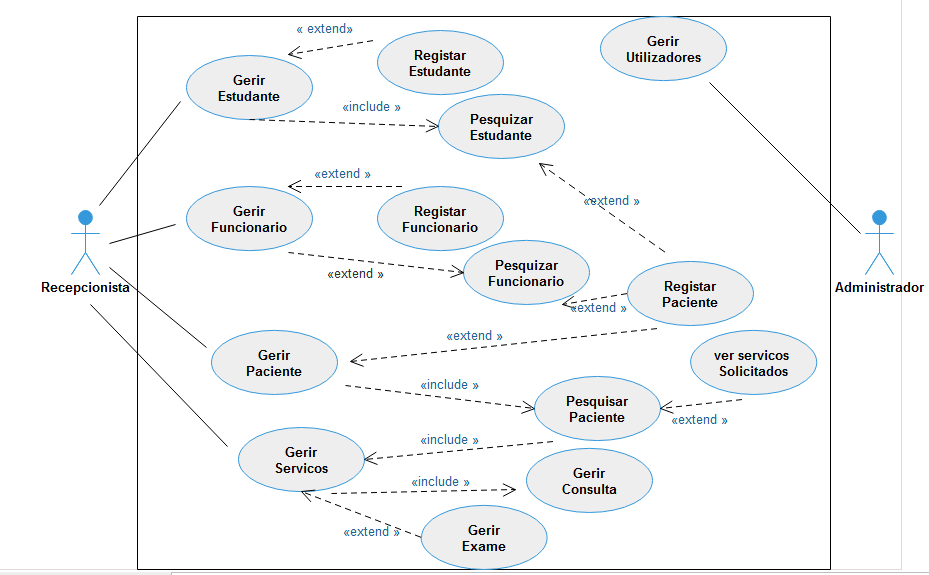 « extend»
Gerir
Utilizadores
Registar
Estudante
Gerir
Estudante
«include »
Pesquizar
Estudante
«extend »
«extend »
Gerir
Funcionario
Registar
Funcionario
«extend »
Pesquizar
Funcionario
Recepcionista
Administrador
Registar
Paciente
«extend »
«extend »
Gerir
Paciente
ver servicos
Solicitados
«include »
Pesquisar
Paciente
«extend »
«include »
Gerir
Servicos
«include »
Gerir
Consulta
«extend »
Gerir
Exame